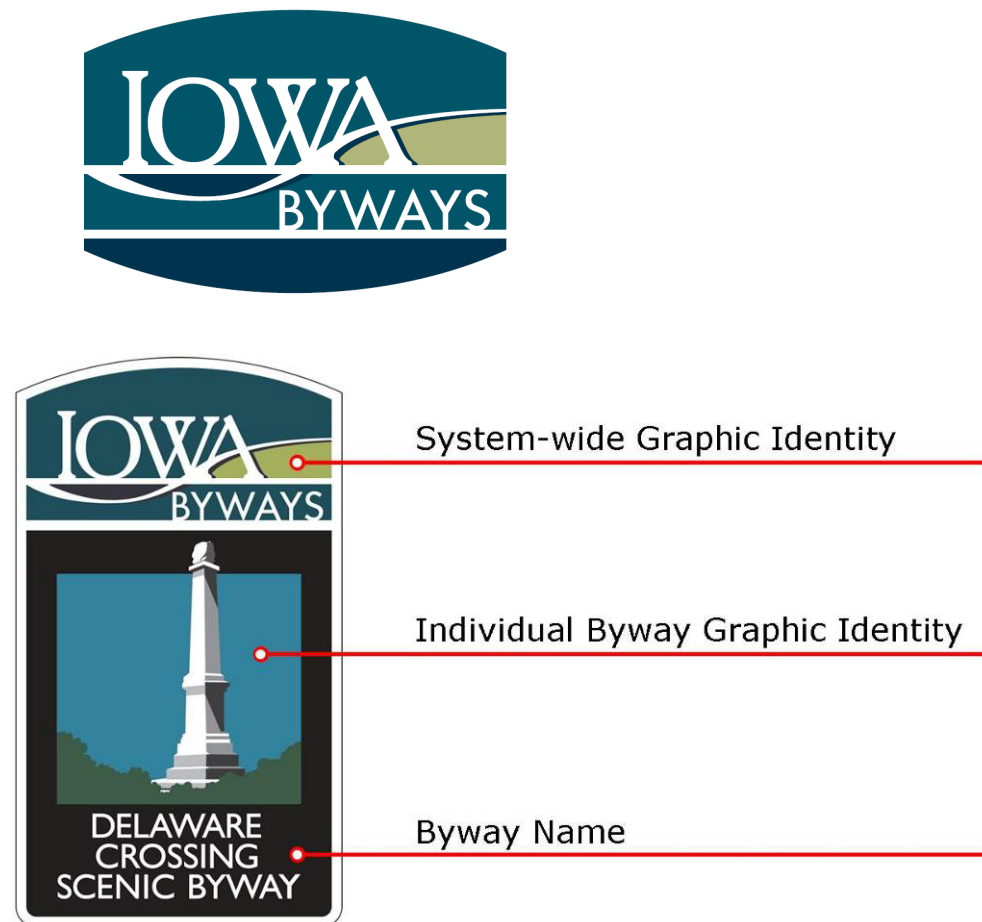 IOWA
BYWAYS
IOWA
BYWAYS
System-wide Graphic Identity
Individual Byway Graphic Identity
DELAWARE
CROSSING
SCENIC BYWAY
Byway Name